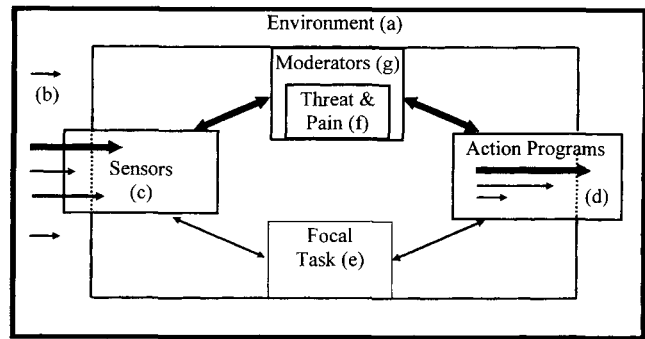 Environment (a)
Moderators (g)
(b)
Threat &
Pain (f)
Action Programs
Sensors
(c)
(d)
Focal
Task (e)